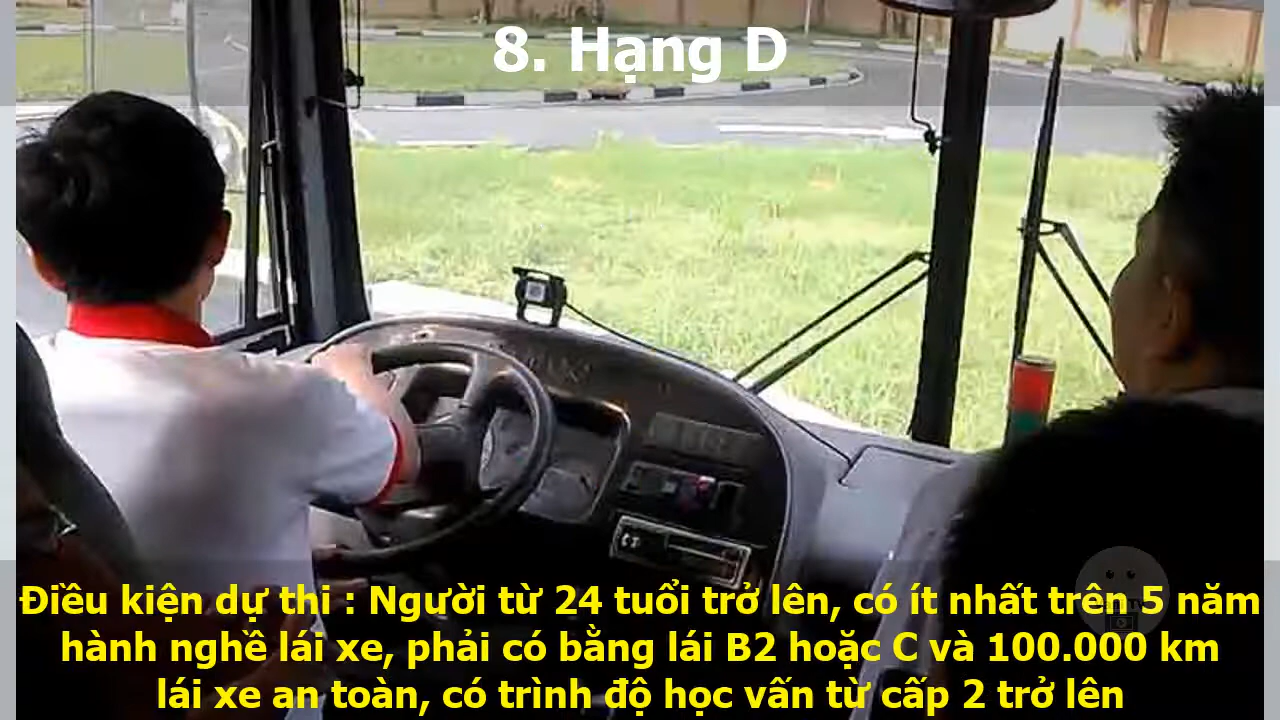 8. Hạng D
Điều kiện dự thi : Người từ 24 tuổi trở lên, có ít nhất trên 5 năm
hành nghề lái xe, phải có bằng lái B2 hoặc C và 100.000 km
lái xe an toàn, có trình độ học vấn từ cấp 2 trở lên